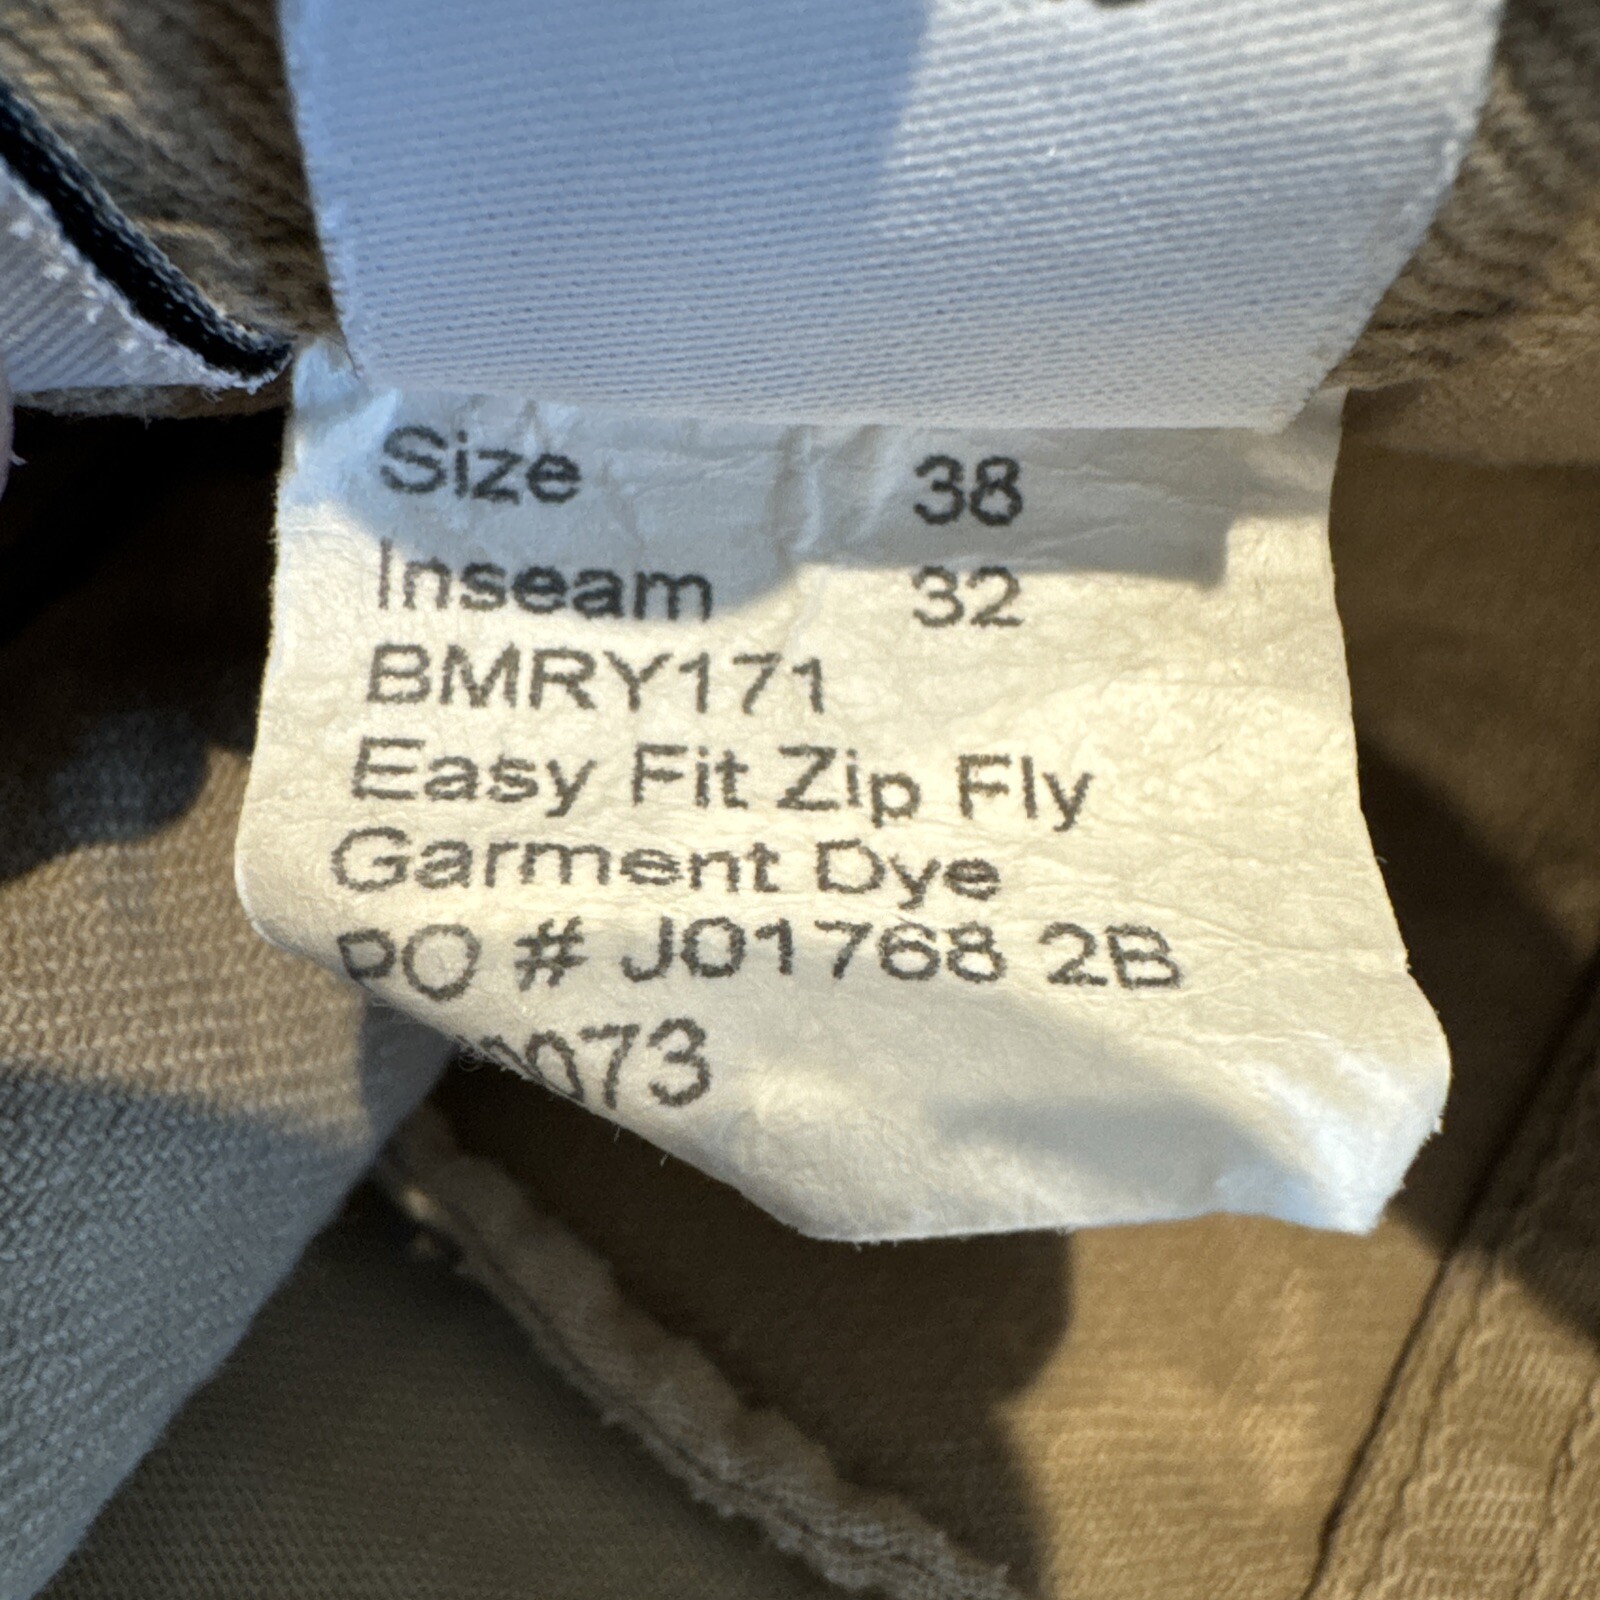 Size 38
Inseam 32
BMRY171
Easy Fit Zip Fly
Garment Dye
PO # J01768 2B